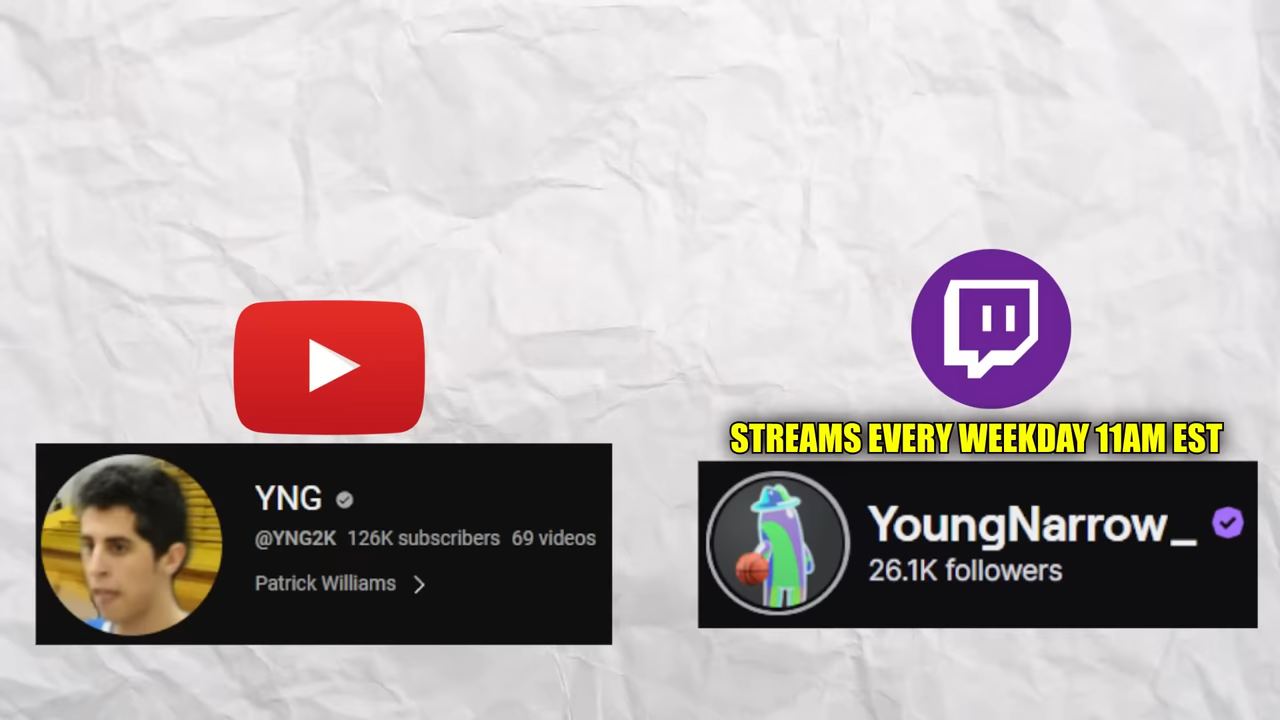 YNG
@YNG2K 126K subscribers 69 videos
Patrick Williams
STREAMS EVERY WEEKDAY 11AM EST
YoungNarrow_
26.1K followers